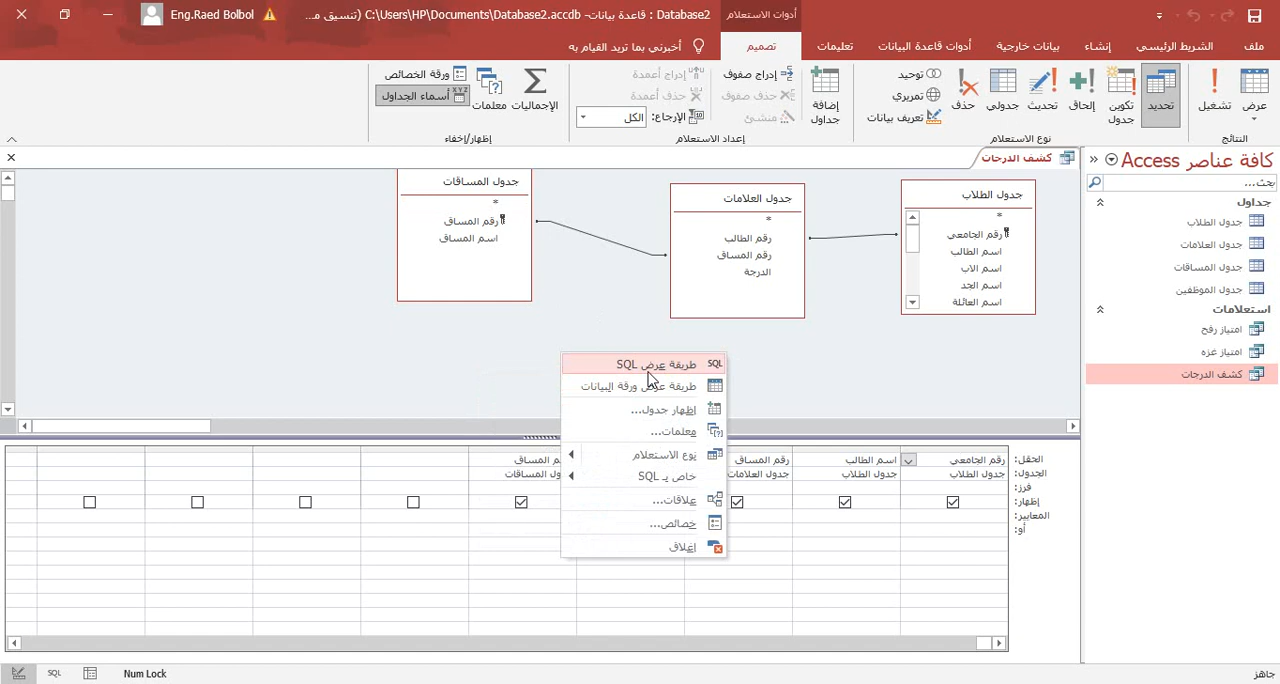 Database2 : قاعدة بيانات- C:\Users\HP\Documents\Database2.accdb (تنسيق مـ...
أدوات الاستعلام
Eng.Raed Bolbol
ملف
الشريط الرئيسي
إنشاء
بيانات خارجية
أدوات قاعدة البيانات
تعليمات
تصميم
أخبرني بما تريد القيام به
عرض
تشغيل
النتائج
تحديد
تكوين جدول
إلحاق
تحديث
جدولي
حذف
توحيد
تمريري
تعريف بيانات
نوع الاستعلام
إضافة جداول
إدراج صفوف
حذف صفوف
منشئ
إدراج أعمدة
حذف أعمدة
الإرجاع:
الكل
إعداد الاستعلام
الإجماليات
معلمات
ورقة الخصائص
أسماء الجداول
إظهار/إخفاء
كافة عناصر Access
بحث...
جداول
جدول الطلاب
جدول العلامات
جدول المساقات
جدول الموظفين
استعلامات
امتياز رفح
امتياز غزه
كشف الدرجات
كشف الدرجات
جدول الطلاب
*
رقم الجامعي
اسم الطالب
اسم الاب
اسم الجد
اسم العائلة
جدول العلامات
*
رقم الطالب
رقم المساق
الدرجة
جدول المساقات
*
رقم المساق
اسم المساق
SQL طريقة عرض SQL
طريقة عرض ورقة البيانات
إظهار جدول...
معلمات...
نوع الاستعلام
خاص بـ SQL
علاقات...
خصائص...
إغلاق
الحقل:
الجدول:
فرز:
إظهار:
المعايير:
أو:
رقم الجامعي
جدول الطلاب
اسم الطالب
جدول الطلاب
رقم المساق
جدول العلامات
جاهز
Num Lock
SQL